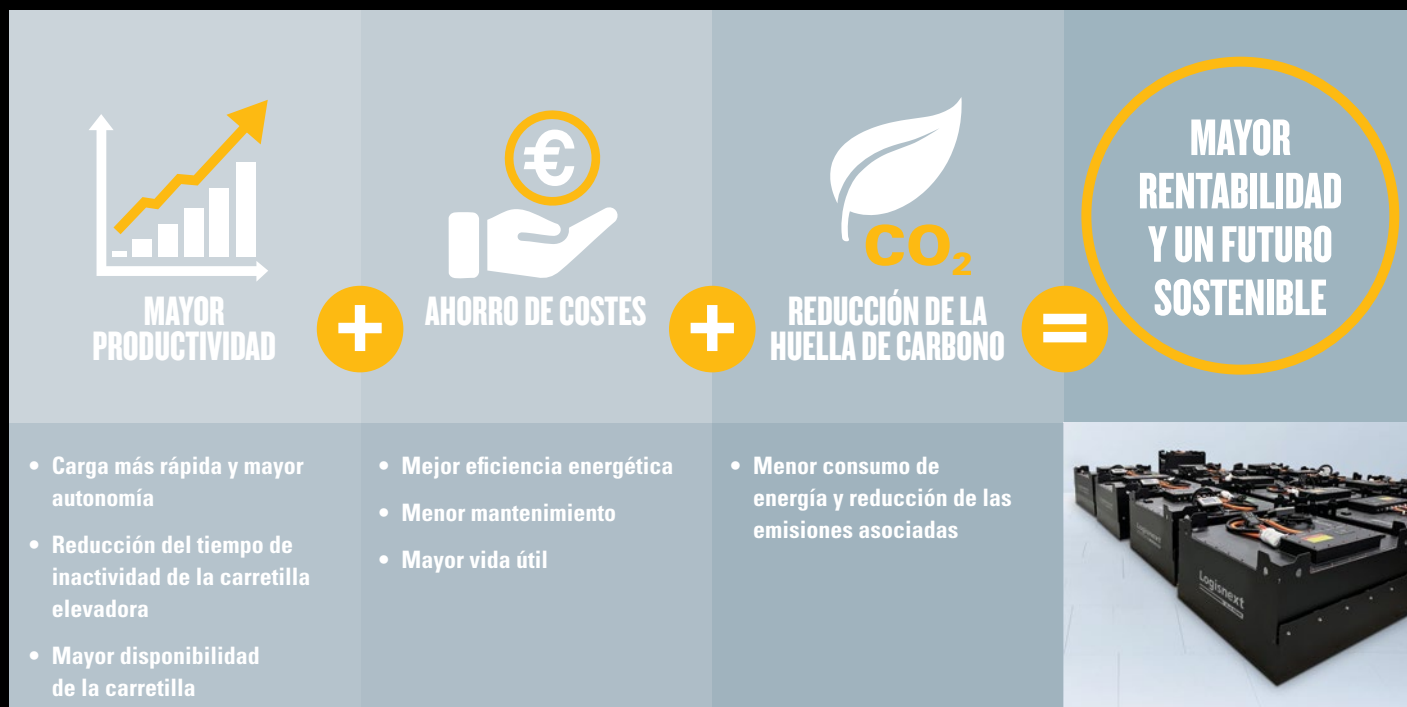 €
CO₂
MAYOR
PRODUCTIVIDAD
+
AHORRO DE COSTES
+
REDUCCIÓN DE LA
HUELLA DE CARBONO
=
MAYOR
RENTABILIDAD
Y UN FUTURO
SOSTENIBLE
• Carga más rápida y mayor
autonomía
• Reducción del tiempo de
inactividad de la carretilla
elevadora
• Mayor disponibilidad
de la carretilla
• Mejor eficiencia energética
• Menor mantenimiento
• Mayor vida útil
• Menor consumo de
energía y reducción de las
emisiones asociadas
Logisnext